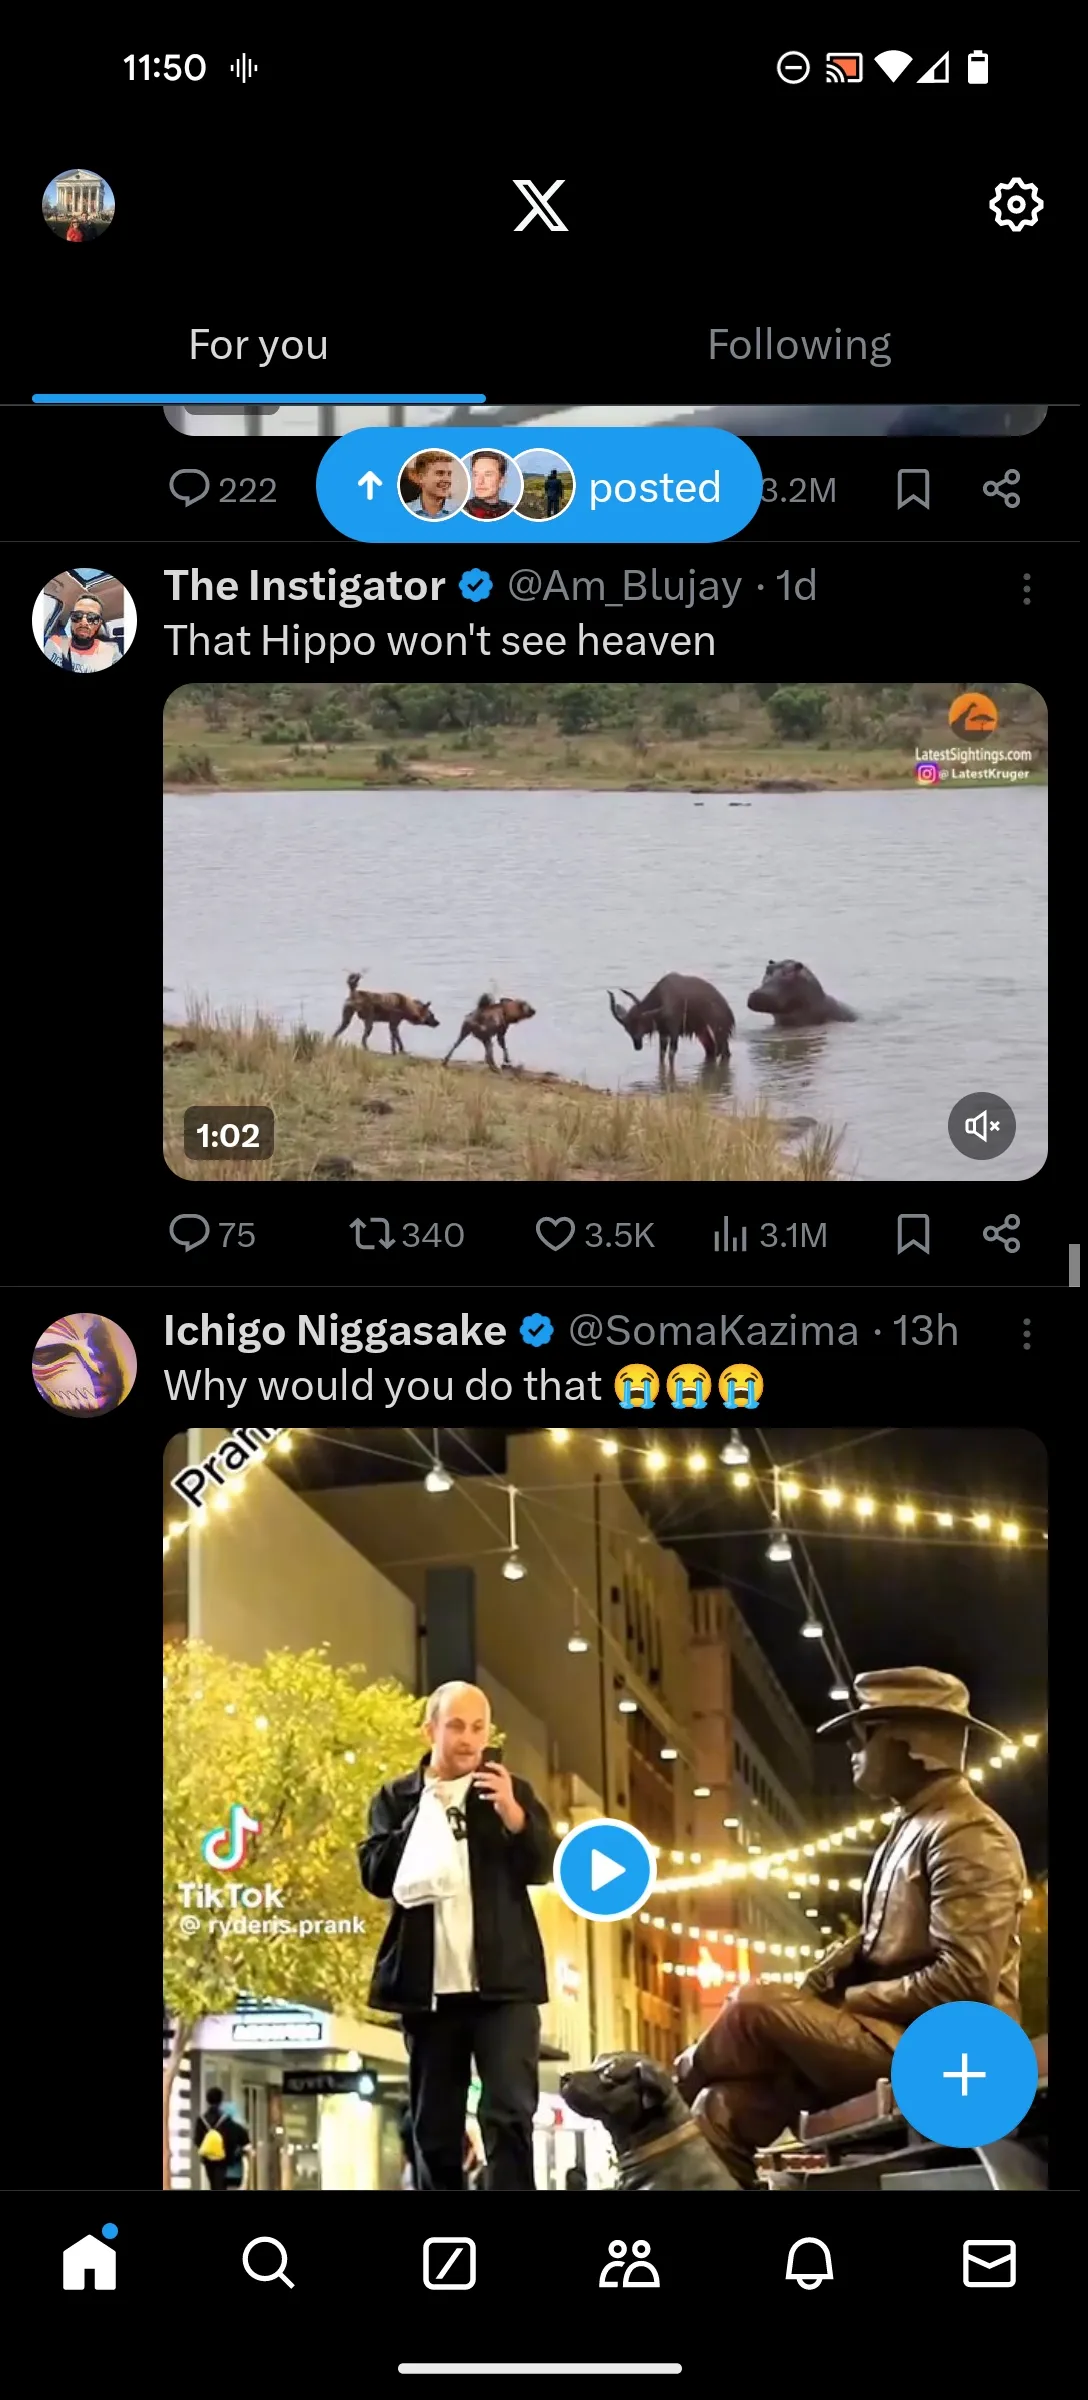 11:50
For you
Following
222
posted
3.2M
The Instigator @Am_Blujay · 1d
That Hippo won't see heaven
LatestSightings.com
@ LatestKruger
1:02
75
340
3.5K
3.1M
Ichigo Niggasake @SomaKazima · 13h
Why would you do that 😭😭😭
TikTok
@ ryderis.prank